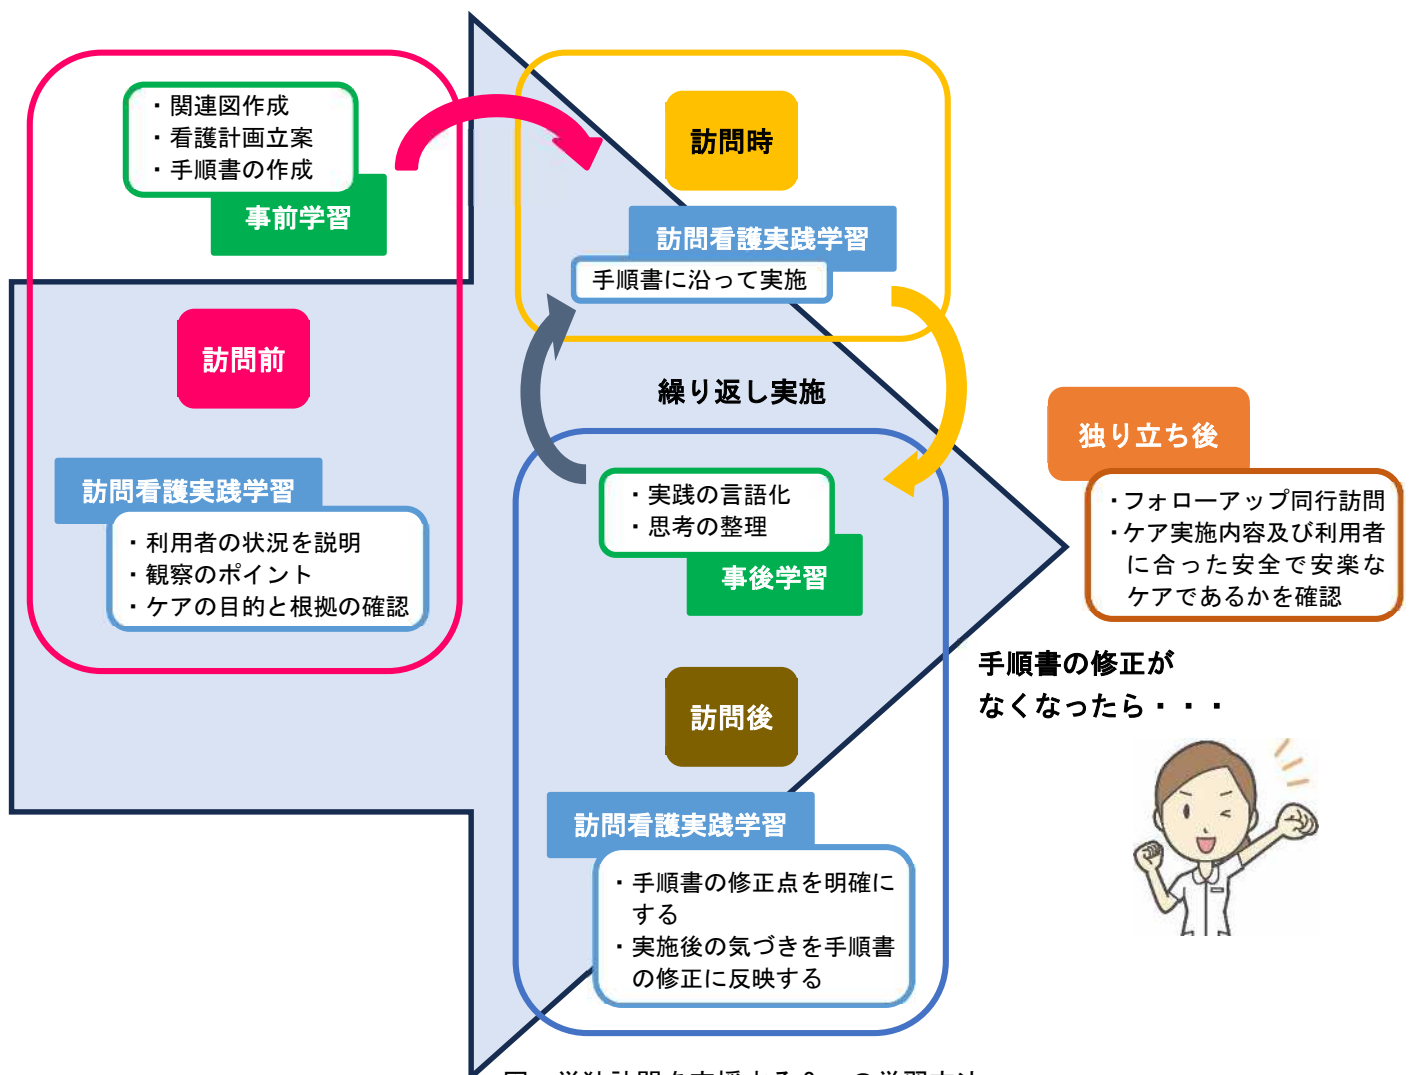 ・関連図作成
・看護計画立案
・手順書の作成
事前学習
訪問前
訪問看護実践学習
・利用者の状況を説明
・観察のポイント
・ケアの目的と根拠の確認
訪問時
訪問看護実践学習
手順書に沿って実施
繰り返し実施
・実践の言語化
・思考の整理
事後学習
訪問後
訪問看護実践学習
・手順書の修正点を明確に
する
・実施後の気づきを手順書
の修正に反映する
独り立ち後
・フォローアップ同行訪問
・ケア実施内容及び利用者
に合った安全で安楽な
ケアであるかを確認
手順書の修正が
なくなったら・・・